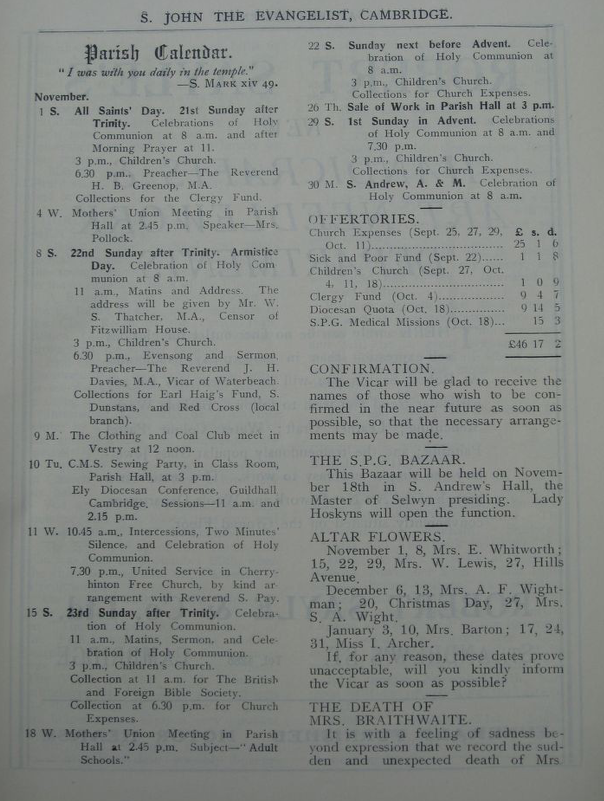 S. JOHN THE EVANGELIST, CAMBRIDGE.
Parish Calendar.
"I was with you daily in the temple."
—S. MARK xiv 49.
November.
1 S. All Saints' Day. 21st Sunday after
Trinity. Celebrations of Holy
Communion at 8 a.m. and after
Morning Prayer at 11.
3 p.m., Children's Church.
6.30 p.m., Preacher—The Reverend
H. B. Greenop, M.A.
Collections for the Clergy Fund.
4 W. Mothers' Union Meeting in Parish
Hall at 2.45 p.m. Speaker—Mrs.
Pollock.
8 S. 22nd Sunday after Trinity. Armistice
Day. Celebration of Holy Com
munion at 8 a.m.
11 a.m., Matins and Address. The
address will be given by Mr. W.
S. Thatcher, M.A., Censor of
Fitzwilliam House.
3 p.m., Children's Church.
6.30 p.m., Evensong and Sermon.
Preacher—The Reverend J. H.
Davies, M.A., Vicar of Waterbeach.
Collections for Earl Haig's Fund, S.
Dunstans, and Red Cross (local
branch).
9 M. The Clothing and Coal Club meet in
Vestry at 12 noon.
10 Tu. C.M.S. Sewing Party, in Class Room,
Parish Hall, at 3 p.m.
Ely Diocesan Conference, Guildhall
Cambridge. Sessions—11 a.m. and
2.15 p.m.
11 W. 10.45 a.m., Intercessions, Two Minutes'
Silence, and Celebration of Holy
Communion.
7.30 p.m., United Service in Cherry-
hinton Free Church, by kind ar-
rangement with Reverend S. Pay.
15 S. 23rd Sunday after Trinity. Celebra-
tion of Holy Communion.
11 a.m., Matins, Sermon, and Cele-
bration of Holy Communion.
3 p.m., Children's Church.
Collection at 11 a.m. for The British
and Foreign Bible Society.
Collection at 6.30 p.m. for Church
Expenses.
18 W. Mothers' Union Meeting in Parish
Hall at 2.45 p.m. Subject—"Adult
Schools."
22 S. Sunday next before Advent. Cele-
bration of Holy Communion at
8 a.m.
3 p.m., Children's Church.
Collections for Church Expenses.
26 Th. Sale of Work in Parish Hall at 3 p.m.
29 S. 1st Sunday in Advent. Celebrations
of Holy Communion at 8 a.m. and
7.30 p.m.
3 p.m., Children's Church.
Collections for Church Expenses.
30 M. S. Andrew, A. & M. Celebration of
Holy Communion at 8 a.m.
OFFERTORIES.
Church Expenses (Sept. 25, 27, 29, £ s. d.
Oct. 11)................ 25 1 6
Sick and Poor Fund (Sept. 22)...... 1 1 8
Children's Church (Sept. 27, Oct.
4, 11, 18)................ 1 0 9
Clergy Fund (Oct. 4)................ 9 4 7
Diocesan Quota (Oct. 18)............ 9 14 5
S.P.G. Medical Missions (Oct. 18)... 15 3
£46 17 2
CONFIRMATION.
The Vicar will be glad to receive the
names of those who wish to be con-
firmed in the near future as soon as
possible, so that the necessary arrange-
ments may be made.
THE S.P.G. BAZAAR.
This Bazaar will be held on Novem-
ber 18th in S. Andrew's Hall, the
Master of Selwyn presiding. Lady
Hoskyns will open the function.
ALTAR FLOWERS.
November 1, 8, Mrs. E. Whitworth;
15, 22, 29, Mrs. W. Lewis, 27, Hills
Avenue.
December 6, 13, Mrs. A. F. Wight-
man; 20, Christmas Day, 27, Mrs.
S. A. Wight.
January 3, 10, Mrs. Barton; 17, 24,
31, Miss I. Archer.
If, for any reason, these dates prove
unacceptable, will you kindly inform
the Vicar as soon as possible?
THE DEATH OF
MRS. BRAITHWAITE.
It is with a feeling of sadness be-
yond expression that we record the sud-
den and unexpected death of Mrs